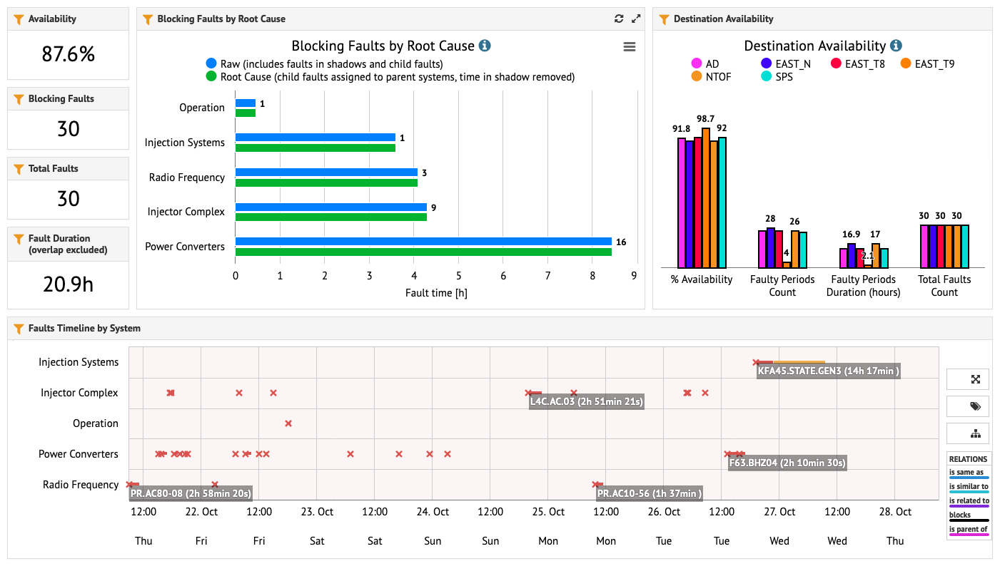 Availability
87.6%
Blocking Faults
30
Total Faults
30
Fault Duration
(overlap excluded)
20.9h
Blocking Faults by Root Cause
Blocking Faults by Root Cause
Raw (includes faults in shadows and child faults)
Root Cause (child faults assigned to parent systems, time in shadow removed)
Operation
1
Injection Systems
1
Radio Frequency
3
Injector Complex
9
Power Converters
16
0 1 2 3 4 5 6 7 8 9
Fault time [h]
Destination Availability
Destination Availability
AD EAST_N EAST_T8 EAST_T9
NTOF SPS
91.8 98.7 92
28 4 26
16.9 2.1 17
30 30 30
% Availability
Faulty Periods
Count
Faulty Periods
Duration (hours)
Total Faults
Count
Faults Timeline by System
Injection Systems
KFA45.STATE.GEN3 (14h 17min )
Injector Complex
L4C.AC.03 (2h 51min 21s)
Operation
Power Converters
F63.BHZ04 (2h 10min 30s)
Radio Frequency
PR.AC80-08 (2h 58min 20s)
PR.AC10-56 (1h 37min )
12:00 22. Oct 12:00 23. Oct 12:00 24. Oct 12:00 25. Oct 12:00 26. Oct 12:00 27. Oct 12:00 28. Oct
Thu Fri Fri Sat Sat Sun Sun Mon Mon Tue Tue Wed Wed Thu
RELATIONS
is same as
is similar to
is related to
blocks
is parent of